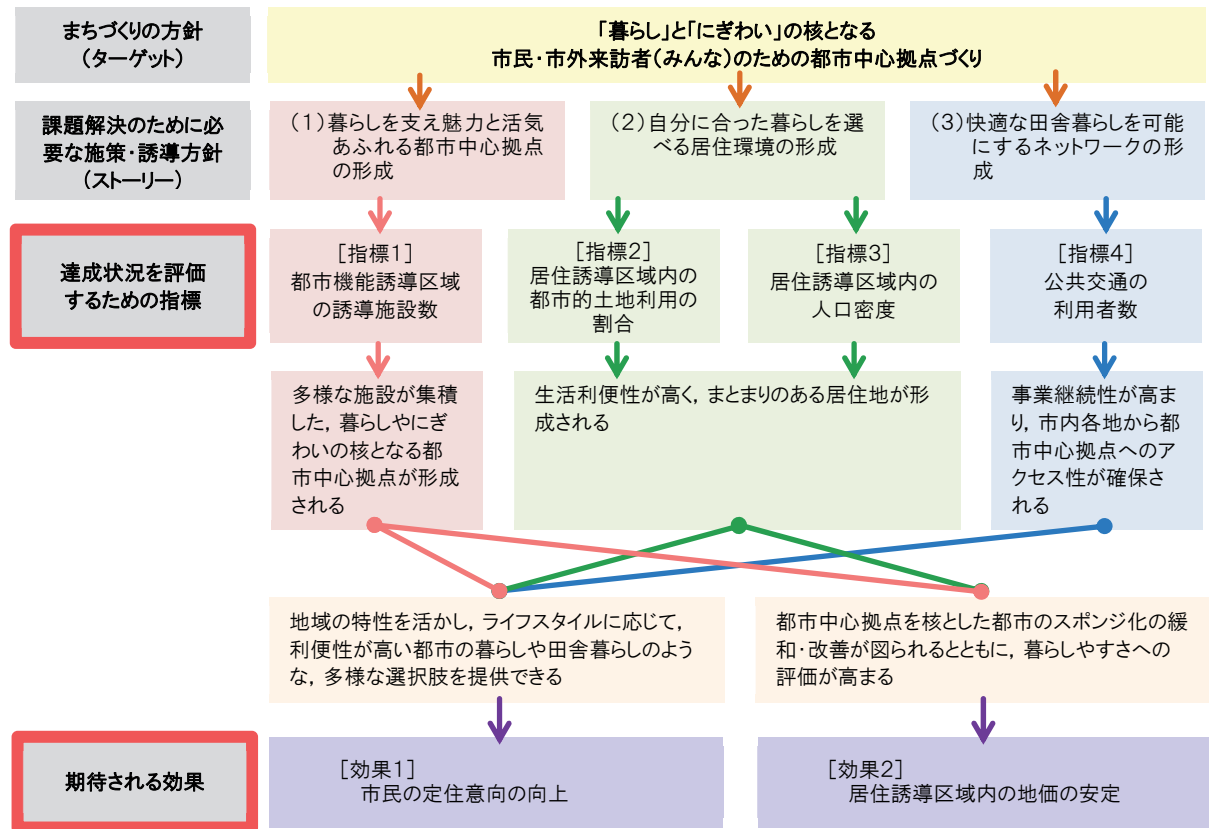 まちづくりの方針
（ターゲット）
「暮らし」と「にぎわい」の核となる
市民・市外来訪者（みんな）のための都市中心拠点づくり
課題解決のために必
要な施策・誘導方針
（ストーリー）
（１）暮らしを支え魅力と活気
あふれる都市中心拠点
の形成
（２）自分に合った暮らしを選
べる居住環境の形成
（３）快適な田舎暮らしを可能
にするネットワークの形
成
達成状況を評価
するための指標
［指標１］
都市機能誘導区域
の誘導施設数
［指標２］
居住誘導区域内の
都市的土地利用の
割合
［指標３］
居住誘導区域内の
人口密度
［指標４］
公共交通の
利用者数
多様な施設が集積
した，暮らしやにぎ
わいの核となる都
市中心拠点が形成
される
生活利便性が高く，まとまりのある居住地が形
成される
事業継続性が高ま
り，市内各地から都
市中心拠点へのア
クセス性が確保さ
れる
地域の特性を活かし，ライフスタイルに応じて，
利便性が高い都市の暮らしや田舎暮らしのよう
な，多様な選択肢を提供できる
都市中心拠点を核とした都市のスポンジ化の緩
和・改善が図られるとともに，暮らしやすさへの
評価が高まる
期待される効果
［効果１］
市民の定住意向の向上
［効果２］
居住誘導区域内の地価の安定